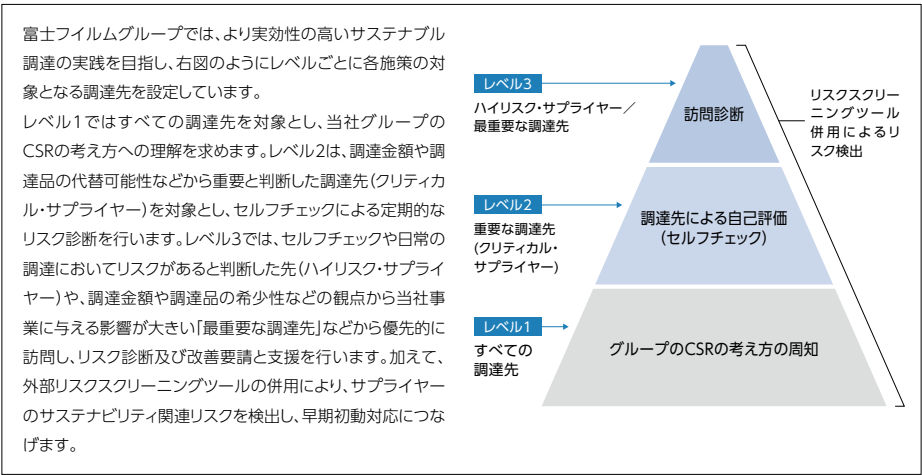 富士フイルムグループでは、より実効性の高いサステナブル
調達の実践を目指し、右図のようにレベルごとに各施策の対
象となる調達先を設定しています。
レベル1ではすべての調達先を対象とし、当社グループの
CSRの考え方への理解を求めます。レベル2は、調達金額や調
達品の代替可能性などから重要と判断した調達先(クリティカ
ル・サプライヤー)を対象とし、セルフチェックによる定期的な
リスク診断を行います。レベル3では、セルフチェックや日常の
調達においてリスクがあると判断した先(ハイリスク・サプライ
ヤー)や、調達金額や調達品の希少性などの観点から当社事
業に与える影響が大きい「最重要な調達先」などから優先的に
訪問し、リスク診断及び改善要請と支援を行います。加えて、
外部リスクスクリーニングツールの併用により、サプライヤー
のサステナビリティ関連リスクを検出し、早期初動対応につな
げます。
レベル3
ハイリスク・サプライヤー/
最重要な調達先
訪問診断
リスクスクリー
ニングツール
併用によるリ
スク検出
レベル2
重要な調達先
(クリティカル・
サプライヤー)
調達先による自己評価
(セルフチェック)
レベル1
すべての
調達先
グループのCSRの考え方の周知